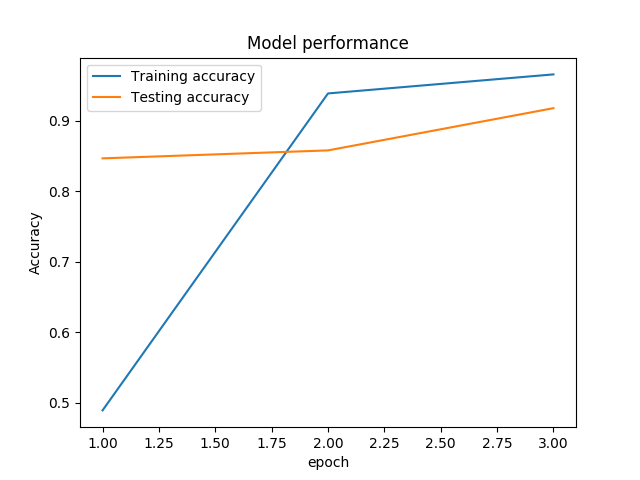 Model performance
Training accuracy
Testing accuracy
0.9
0.8
0.7
0.6
0.5
Accuracy
1.00 1.25 1.50 1.75 2.00 2.25 2.50 2.75 3.00
epoch